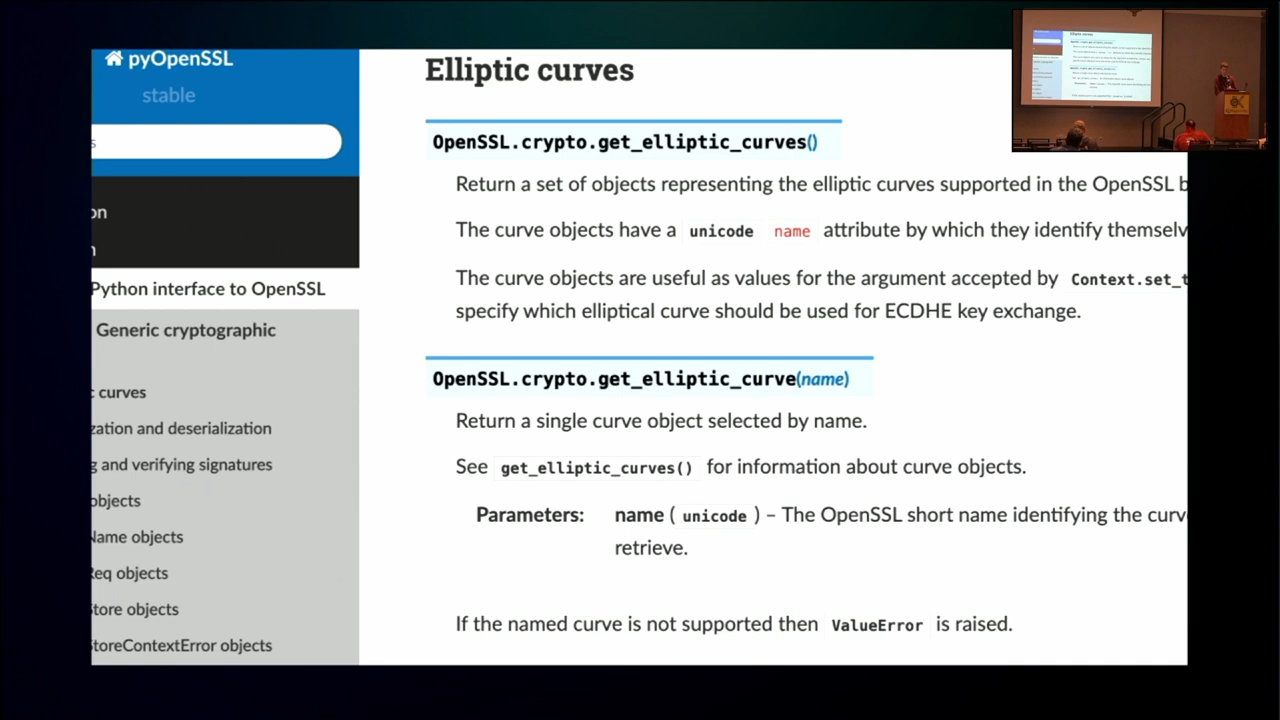 pyOpenSSL
stable
s
on
n
Python interface to OpenSSL
Generic cryptographic
c curves
zation and deserialization
g and verifying signatures
objects
Name objects
Req objects
Store objects
StoreContextError objects
Elliptic curves
OpenSSL.crypto.get_elliptic_curves()
Return a set of objects representing the elliptic curves supported in the OpenSSL b
The curve objects have a unicode name attribute by which they identify themselv
The curve objects are useful as values for the argument accepted by Context.set_t
specify which elliptical curve should be used for ECDHE key exchange.
OpenSSL.crypto.get_elliptic_curve(name)
Return a single curve object selected by name.
See get_elliptic_curves() for information about curve objects.
Parameters: name ( unicode ) – The OpenSSL short name identifying the curv
retrieve.
If the named curve is not supported then ValueError is raised.